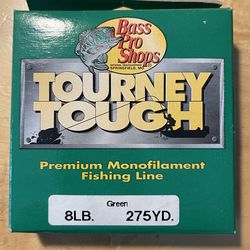 Bass
Pro
Shops
SPRINGFIELD, MO
TOURNEY
TOUGH
Premium Monofilament
Fishing Line
Green
8LB. 275YD.